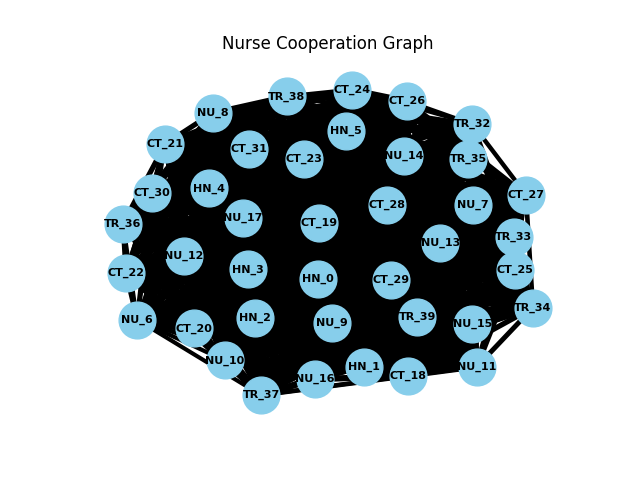 Nurse Cooperation Graph
CT_24
TR_38
CT_26
NU_8
TR_32
HN_5
CT_21
CT_31
CT_23
NU_14
TR_35
CT_30
HN_4
CT_27
CT_28
NU_7
NU_17
TR_36
CT_19
TR_33
NU_13
NU_12
CT_22
HN_3
CT_25
HN_0
CT_29
TR_34
NU_6
HN_2
TR_39
CT_20
NU_9
NU_15
NU_10
HN_1
NU_11
NU_16
CT_18
TR_37